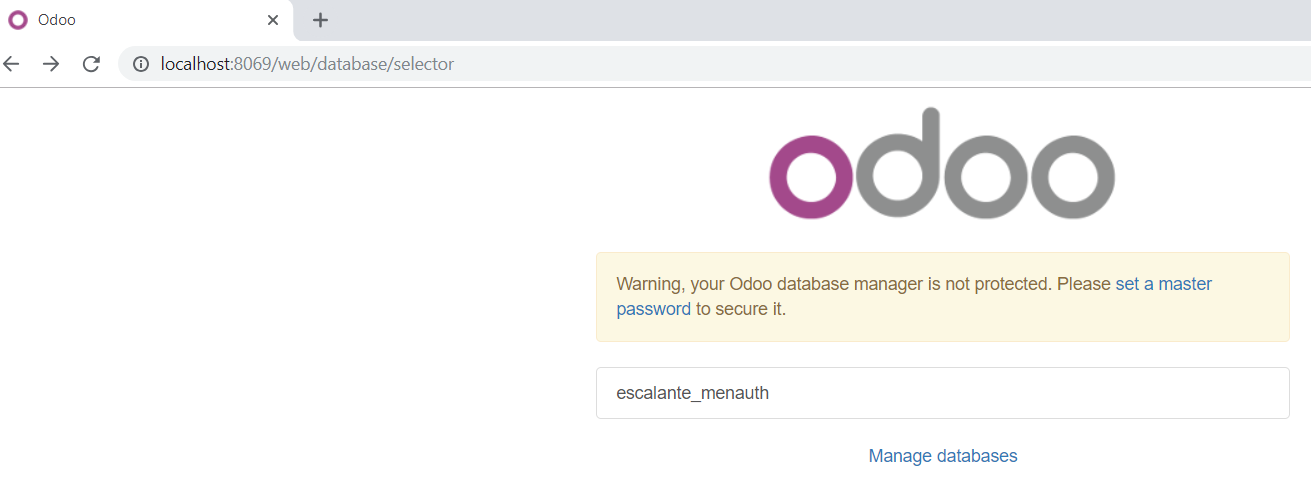 Odoo
localhost:8069/web/database/selector
odoo
Warning, your Odoo database manager is not protected. Please set a master
password to secure it.
escalante_menauth
Manage databases